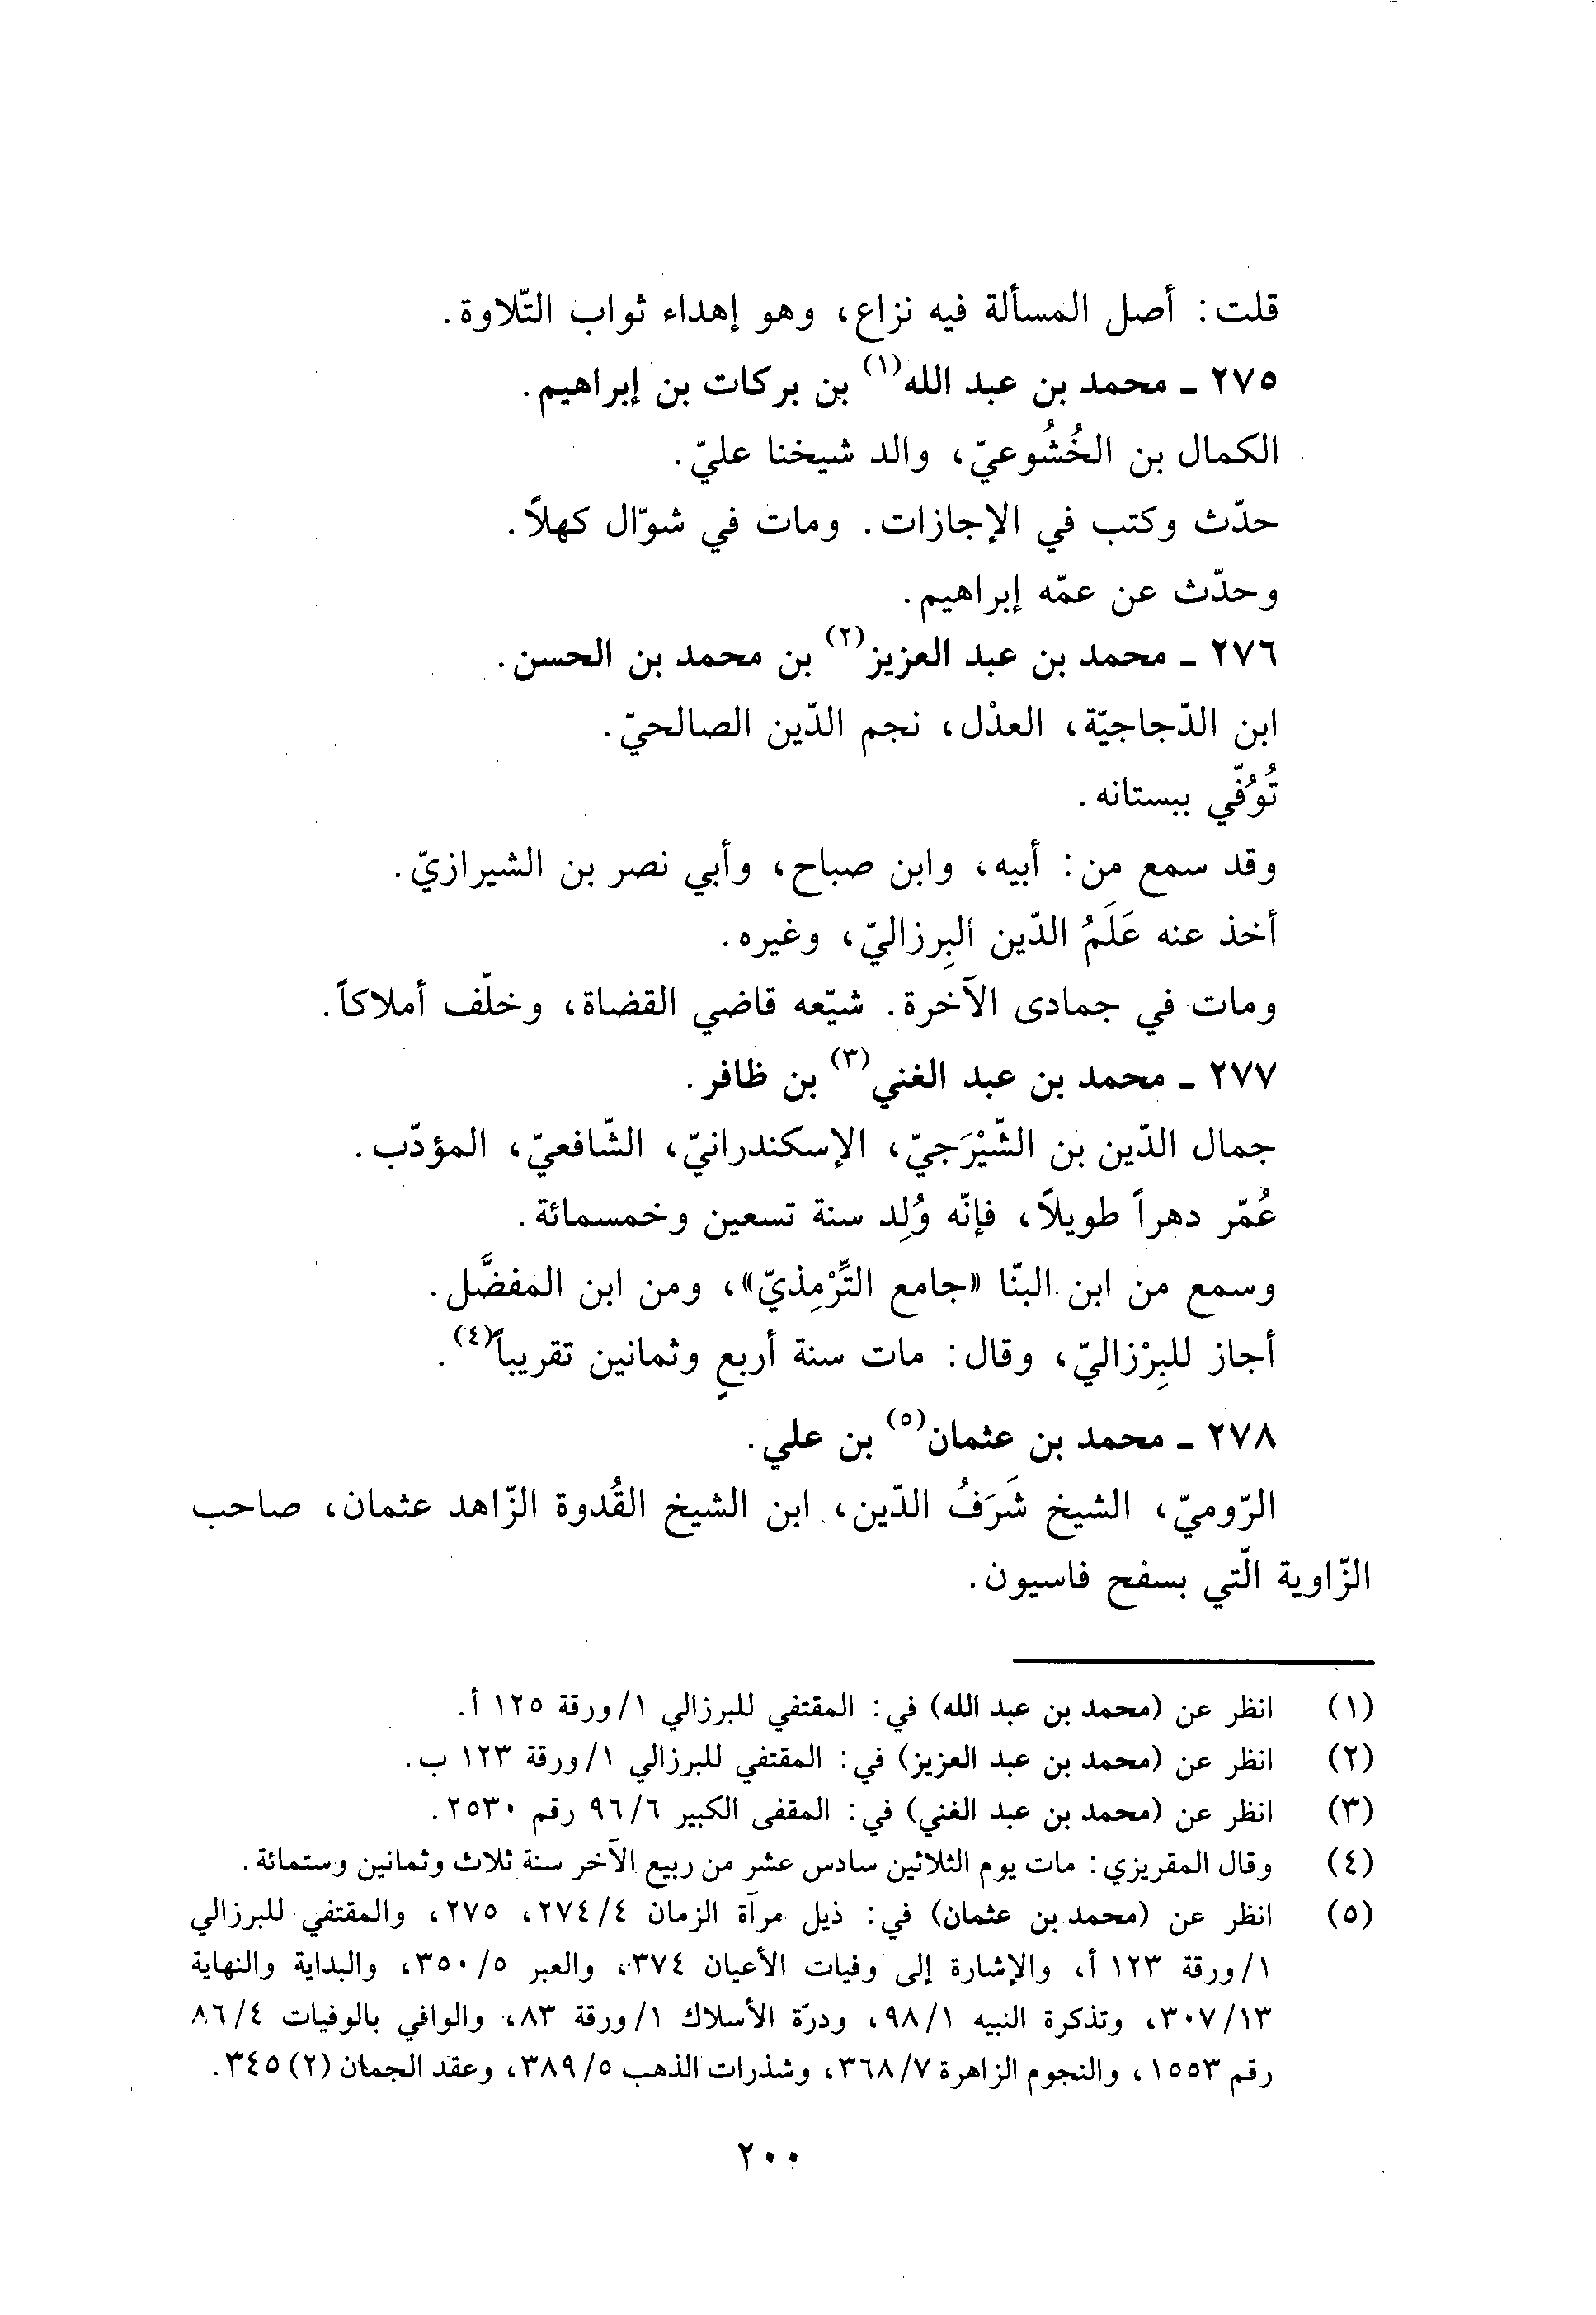 قلت: أصل المسألة فيه نزاع، وهو إهداء ثواب التّلاوة.
٢٧٥ ـ محمد بن عبد الله(١) بن بركات بن إبراهيم.
الكمال بن الخُشُوعيّ، والد شيخنا عليّ.
حدّث وكتب في الإجازات. ومات في شوّال كهلاً.
وحدّث عن عمّه إبراهيم.
٢٧٦ ـ محمد بن عبد العزيز(٢) بن محمد بن الحسن.
ابن الدّجاجيّة، العدْل، نجم الدّين الصالحيّ.
تُوُفّي ببستانه.
وقد سمع من: أبيه، وابن صباح، وأبي نصر بن الشيرازيّ.
أخذ عنه عَلَمُ الدّين البِرزاليّ، وغيره.
ومات في جمادى الآخرة. شيّعه قاضي القضاة، وخلّف أملاكاً.
٢٧٧ ـ محمد بن عبد الغني(٣) بن ظافر.
جمال الدّين بن الشّيْرَجيّ، الإسكندرانيّ، الشّافعيّ، المؤدّب.
عُمّر دهراً طويلاً، فإنّه وُلِد سنة تسعين وخمسمائة.
وسمع من ابن البنّا «جامع التِّرْمِذيّ»، ومن ابن المفضَّل.
أجاز للبِرْزاليّ، وقال: مات سنة أربعٍ وثمانين تقريباً(٤).
٢٧٨ ـ محمد بن عثمان(٥) بن علي.
الرّوميّ، الشيخ شَرَفُ الدّين، ابن الشيخ القُدوة الزّاهد عثمان، صاحب
الزّاوية الّتي بسفح فاسيون.
(١) انظر عن (محمد بن عبد الله) في: المقتفي للبرزالي ١/ورقة ١٢٥ أ.
(٢) انظر عن (محمد بن عبد العزيز) في: المقتفي للبرزالي ١/ورقة ١٢٣ ب.
(٣) انظر عن (محمد بن عبد الغني) في: المقفى الكبير ٩٦/٦ رقم ٢٥٣٠.
(٤) وقال المقريزي: مات يوم الثلاثين سادس عشر من ربيع الآخر سنة ثلاث وثمانين وستمائة.
(٥) انظر عن (محمد بن عثمان) في: ذيل مرآة الزمان ٢٧٤/٤، ٢٧٥، والمقتفي للبرزالي
١/ورقة ١٢٣ أ، والإشارة إلى وفيات الأعيان ٣٧٤، والعبر ٣٥٠/٥، والبداية والنهاية
٣٠٧/١٣، وتذكرة النبيه ٩٨/١، ودرّة الأسلاك ١/ورقة ٨٣، والوافي بالوفيات ٨٦/٤
رقم ١٥٥٣، والنجوم الزاهرة ٣٦٨/٧، وشذرات الذهب ٣٨٩/٥، وعقد الجمان (٢) ٣٤٥.
٢٠٠